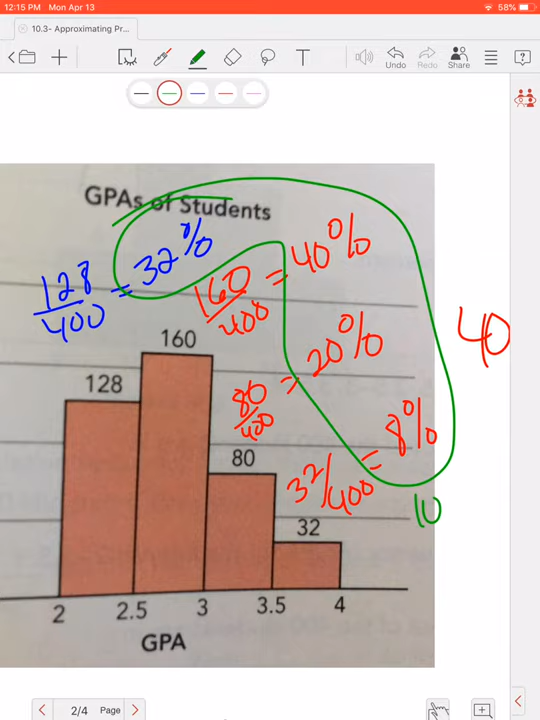 12:15 PM Mon Apr 13
58%
10.3- Approximating Pr...
T
Undo
Redo
Share
GPAs of Students
128/400 = 32%
160/400 = 40%
80/400 = 20%
32/400 = 8%
40
10
160
128
80
32
2 2.5 3 3.5 4
GPA
2/4 Page